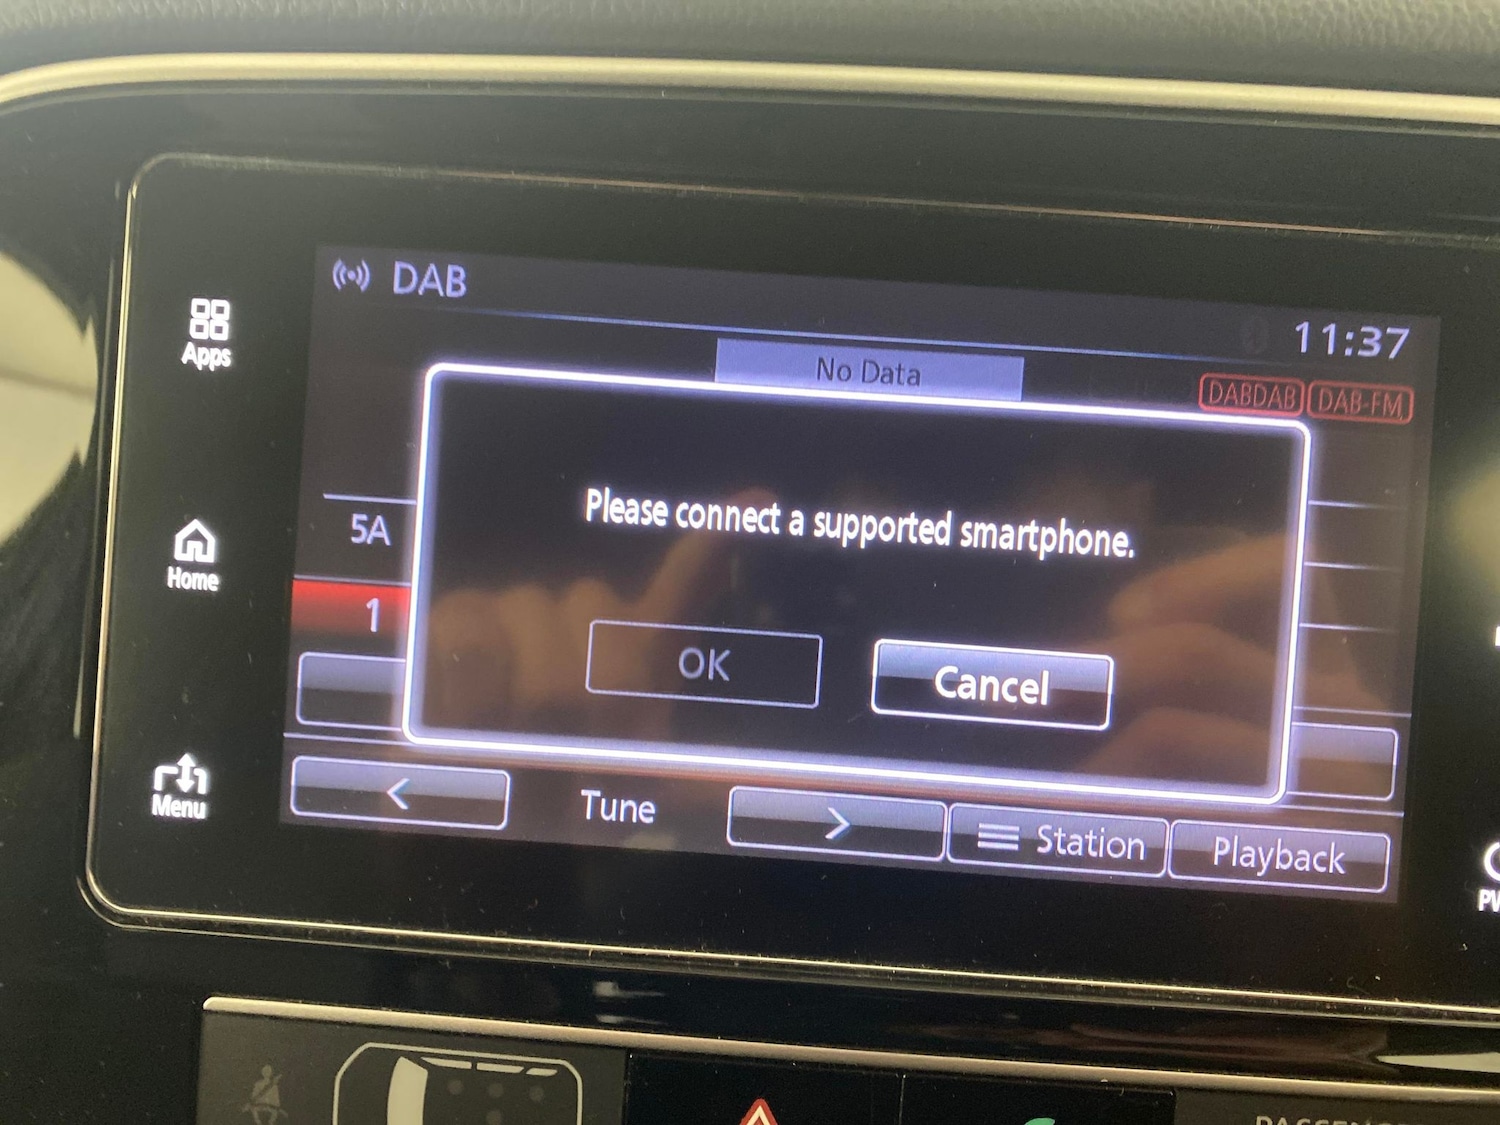 DAB
11:37
Apps
No Data
DABDAB DAB-FM
Please connect a supported smartphone.
5A
Home
1
OK Cancel
Menu
< Tune > Station Playback